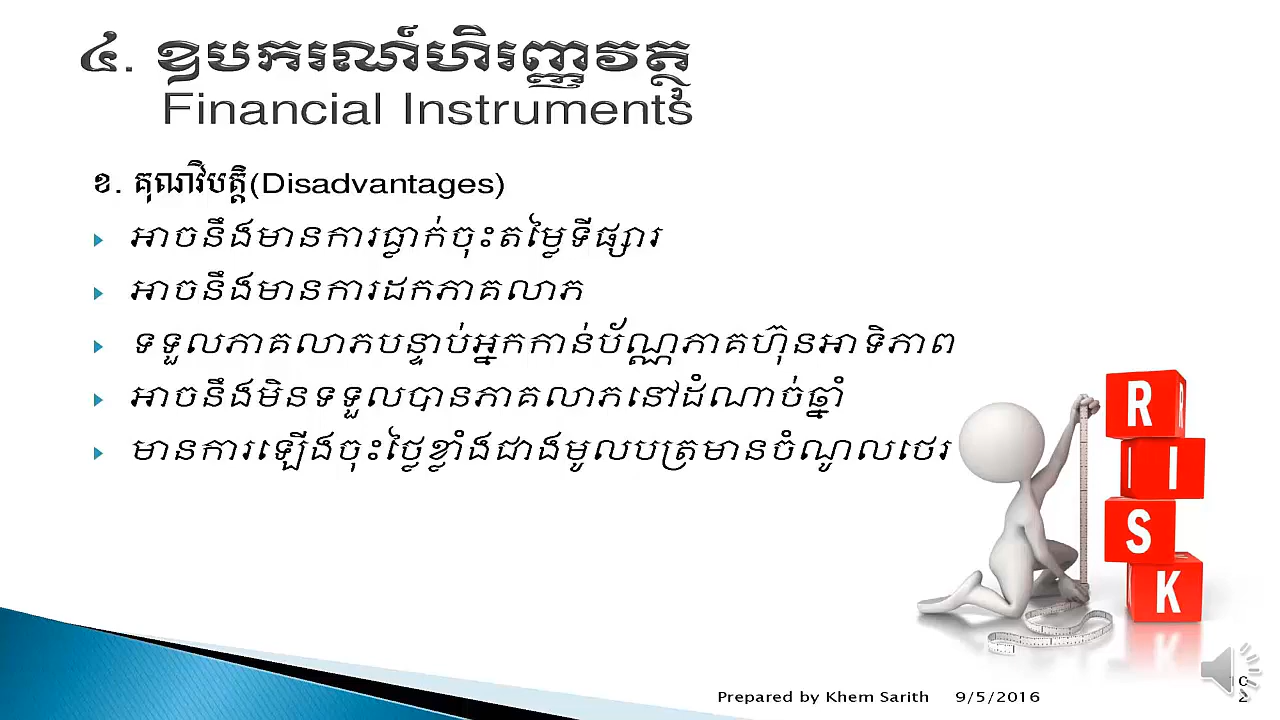 ៤. ឧបករណ៍ហិរញ្ញវត្ថុ
Financial Instruments
ខ. គុណវិបត្តិ(Disadvantages)
អាចនឹងមានការធ្លាក់ចុះតម្លៃទីផ្សារ
អាចនឹងមានការដកភាគលាភ
ទទួលភាគលាភបន្ទាប់អ្នកកាន់ប័ណ្ណភាគហ៊ុនអាទិភាព
អាចនឹងមិនទទួលបានភាគលាភនៅដំណាច់ឆ្នាំ
មានការឡើងចុះថ្លៃខ្លាំងជាងមូលបត្រមានចំណូលថេរ
R
I
S
K
Prepared by Khem Sarith 9/5/2016